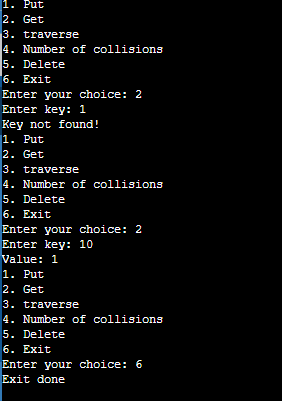 1. Put
2. Get
3. traverse
4. Number of collisions
5. Delete
6. Exit
Enter your choice: 2
Enter key: 1
Key not found!
1. Put
2. Get
3. traverse
4. Number of collisions
5. Delete
6. Exit
Enter your choice: 2
Enter key: 10
Value: 1
1. Put
2. Get
3. traverse
4. Number of collisions
5. Delete
6. Exit
Enter your choice: 6
Exit done